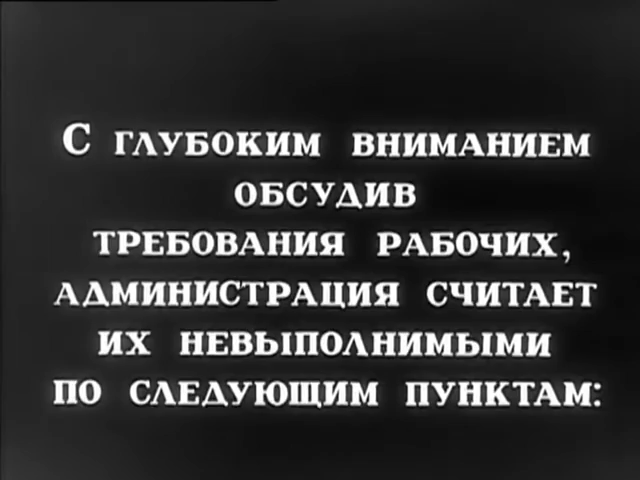 С ГЛУБОКИМ ВНИМАНИЕМ
ОБСУДИВ
ТРЕБОВАНИЯ РАБОЧИХ,
АДМИНИСТРАЦИЯ СЧИТАЕТ
ИХ НЕВЫПОЛНИМЫМИ
ПО СЛЕДУЮЩИМ ПУНКТАМ: